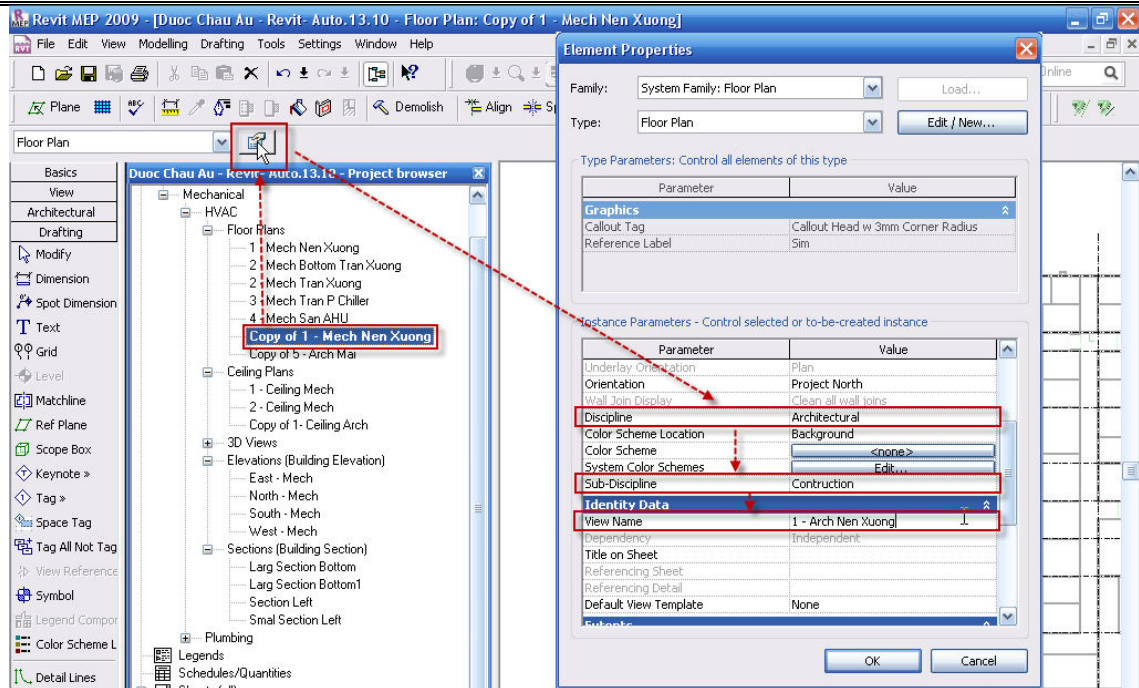 Revit MEP 2009 - [Duoc Chau Au - Revit- Auto.13.10 - Floor Plan: Copy of 1 - Mech Nen Xuong]
File Edit View Modelling Drafting Tools Settings Window Help
Plane Demolish Align
Floor Plan
Basics
View
Architectural
Drafting
Modify
Dimension
Spot Dimension
Text
Grid
Level
Matchline
Ref Plane
Scope Box
Keynote »
Tag »
Space Tag
Tag All Not Tag
View Reference
Symbol
Legend Compor
Color Scheme L
Detail Lines
Duoc Chau Au - Revit- Auto.13.10 - Project browser
Mechanical
HVAC
Floor Plans
1 - Mech Nen Xuong
2 - Mech Bottom Tran Xuong
2 - Mech Tran Xuong
3 - Mech Tran P Chiller
4 - Mech San AHU
Copy of 1 - Mech Nen Xuong
Copy of 5 - Arch Mai
Ceiling Plans
1 - Ceiling Mech
2 - Ceiling Mech
Copy of 1- Ceiling Arch
3D Views
Elevations (Building Elevation)
East - Mech
North - Mech
South - Mech
West - Mech
Sections (Building Section)
Larg Section Bottom
Larg Section Bottom1
Section Left
Smal Section Left
Plumbing
Legends
Schedules/Quantities
Element Properties
Family: System Family: Floor Plan Load...
Type: Floor Plan Edit / New...
Type Parameters: Control all elements of this type
Parameter Value
Graphics
Callout Tag Callout Head w 3mm Corner Radius
Reference Label Sim
Instance Parameters - Control selected or to-be-created instance
Parameter Value
Underlay Orientation Plan
Orientation Project North
Wall Join Display Clean all wall joins
Discipline Architectural
Color Scheme Location Background
Color Scheme <none>
System Color Schemes Edit...
Sub-Discipline Contruction
Identity Data
View Name 1 - Arch Nen Xuong
Dependency Independent
Title on Sheet
Referencing Sheet
Referencing Detail
Default View Template None
OK Cancel